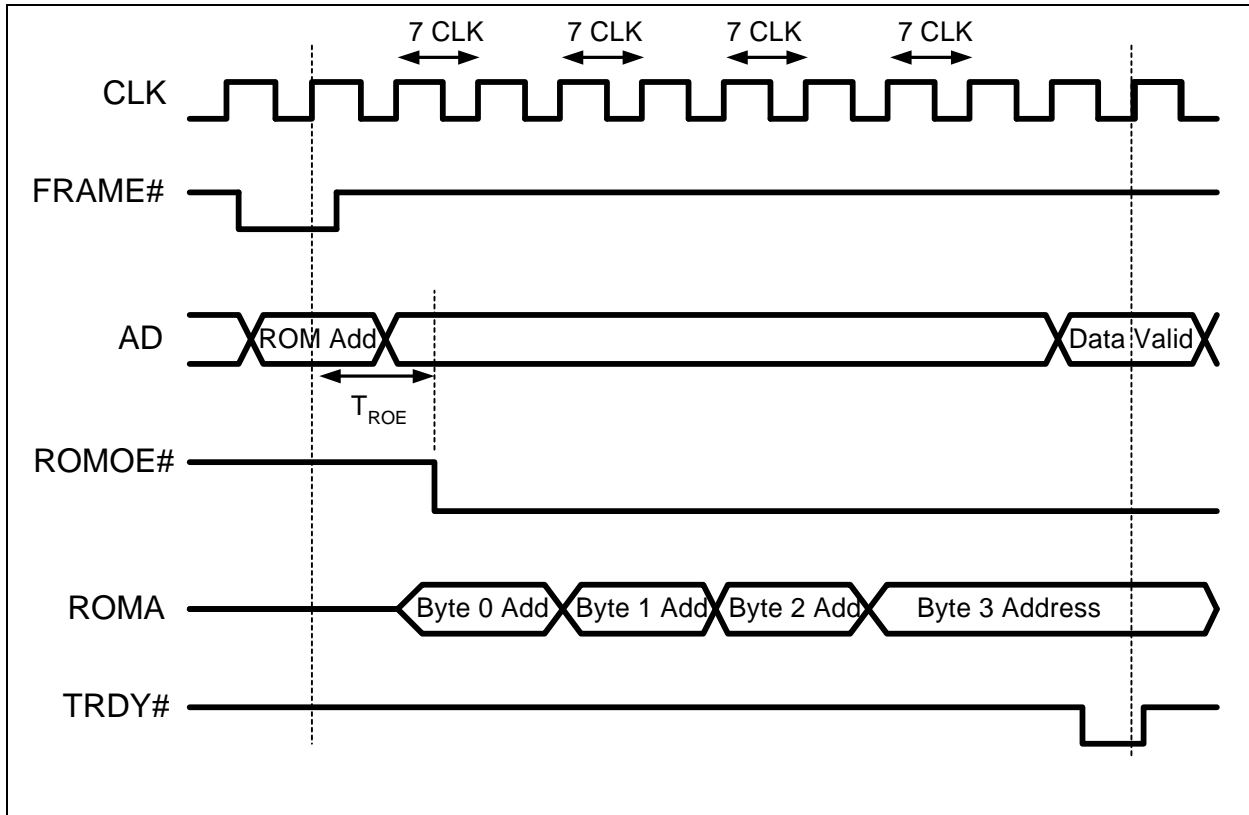 7 CLK 7 CLK 7 CLK 7 CLK
CLK
FRAME#
AD ROM Add Data Valid
TROE
ROMOE#
ROMA Byte 0 Add Byte 1 Add Byte 2 Add Byte 3 Address
TRDY#